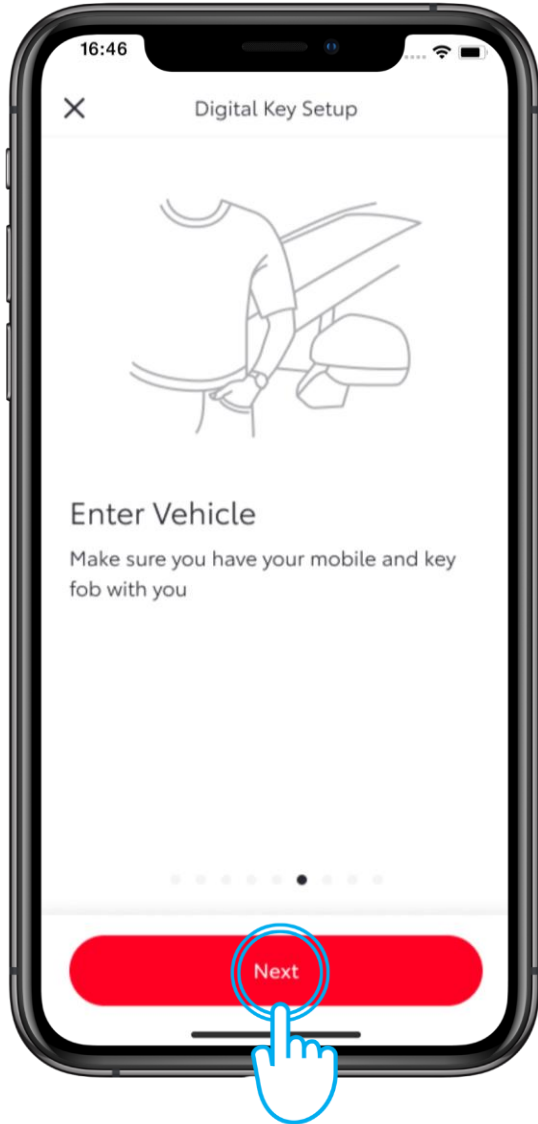 16:46
Digital Key Setup
Enter Vehicle
Make sure you have your mobile and key
fob with you
Next